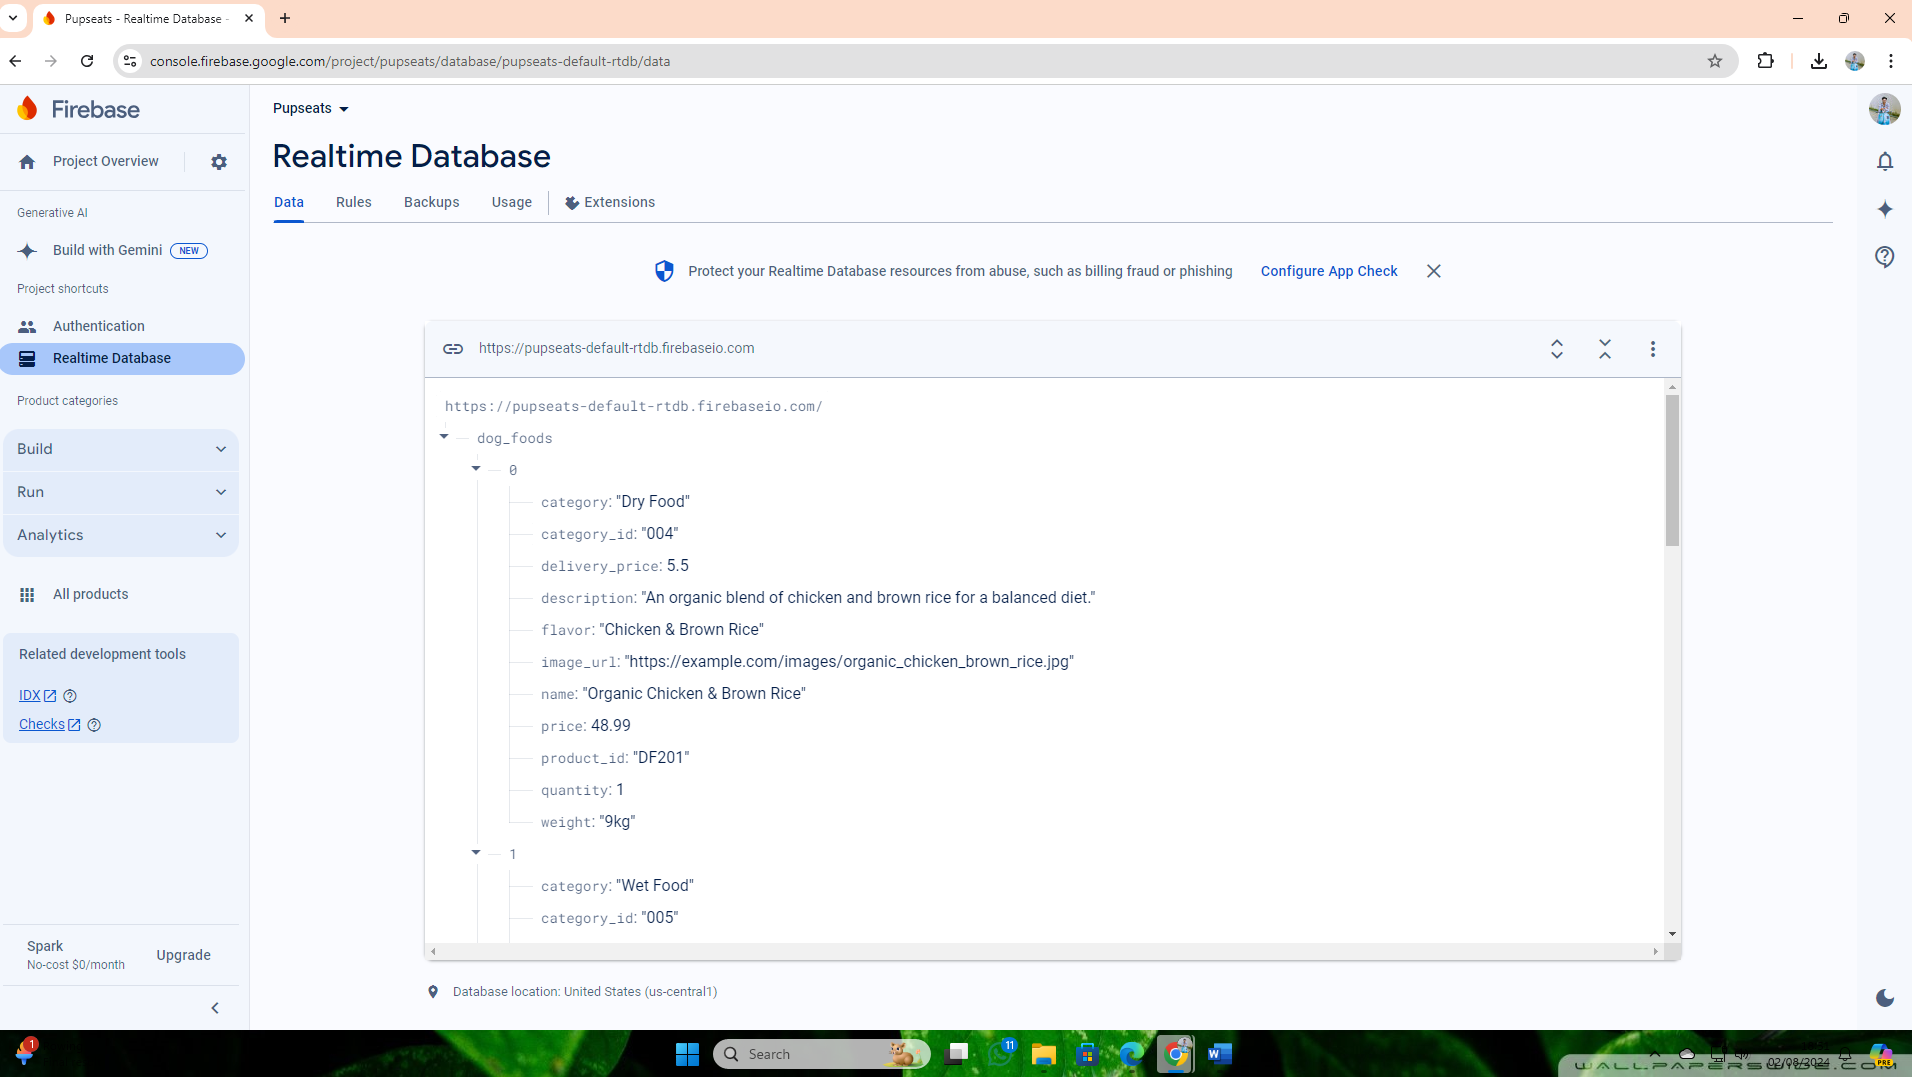 Pupseats - Realtime Database -
console.firebase.google.com/project/pupseats/database/pupseats-default-rtdb/data
Firebase
Project Overview
Generative AI
Build with Gemini NEW
Project shortcuts
Authentication
Realtime Database
Product categories
Build
Run
Analytics
All products
Related development tools
IDX
Checks
Spark
No-cost $0/month
Upgrade
Pupseats
Realtime Database
Data Rules Backups Usage Extensions
Protect your Realtime Database resources from abuse, such as billing fraud or phishing Configure App Check
https://pupseats-default-rtdb.firebaseio.com
https://pupseats-default-rtdb.firebaseio.com/
dog_foods
0
category: "Dry Food"
category_id: "004"
delivery_price: 5.5
description: "An organic blend of chicken and brown rice for a balanced diet."
flavor: "Chicken & Brown Rice"
image_url: "https://example.com/images/organic_chicken_brown_rice.jpg"
name: "Organic Chicken & Brown Rice"
price: 48.99
product_id: "DF201"
quantity: 1
weight: "9kg"
1
category: "Wet Food"
category_id: "005"
Database location: United States (us-central1)
1
Search
11
W
02/08/2024
PRE
WALLPAPERSWIDE.COM